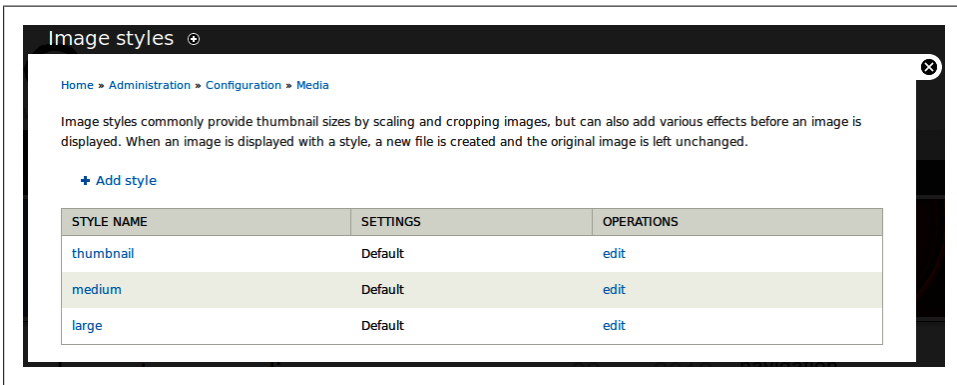 Image styles
Home » Administration » Configuration » Media
Image styles commonly provide thumbnail sizes by scaling and cropping images, but can also add various effects before an image is
displayed. When an image is displayed with a style, a new file is created and the original image is left unchanged.
+ Add style
STYLE NAME SETTINGS OPERATIONS
thumbnail Default edit
medium Default edit
large Default edit